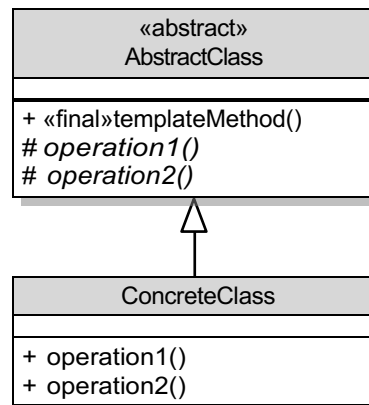 «abstract»
AbstractClass
+ «final»templateMethod()
# operation1()
# operation2()
ConcreteClass
+ operation1()
+ operation2()